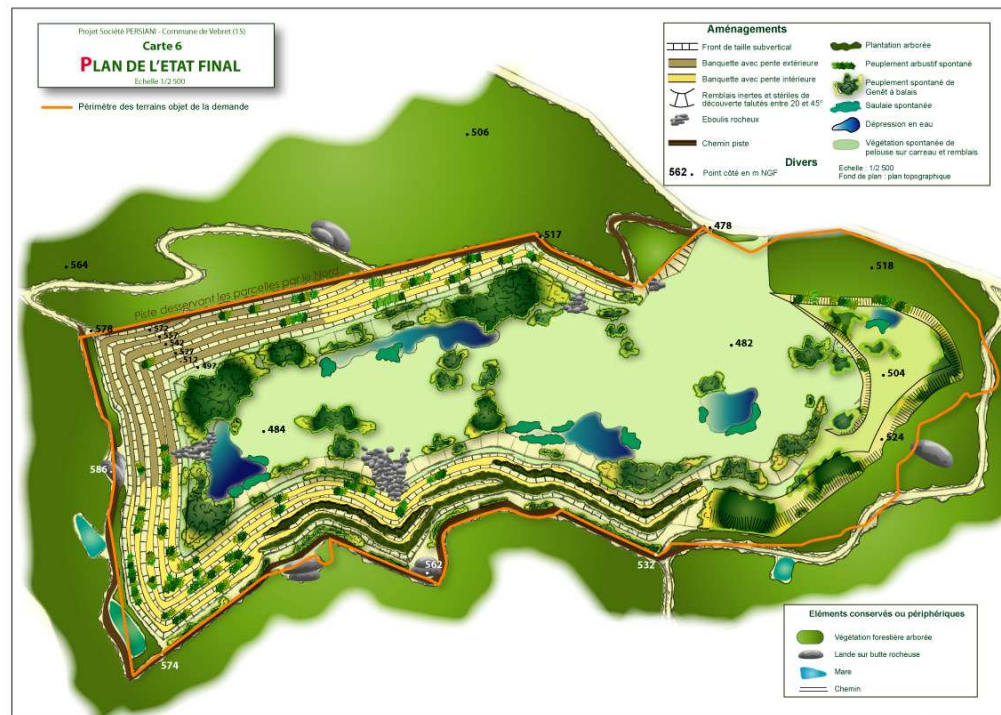 Projet Société PERSIANI - Commune de Vebret (15)
Carte 6
PLAN DE L'ETAT FINAL
Echelle 1/2 500
Périmètre des terrains objet de la demande
Aménagements
Front de taille subvertical
Banquette avec pente extérieure
Banquette avec pente intérieure
Remblais inertes et stériles de
découverte talutés entre 20 et 45°
Eboulis rocheux
Chemin piste
Plantation arborée
Peuplement arbustif spontané
Peuplement spontané de
Genêt à balais
Saulaie spontanée
Dépression en eau
Végétation spontanée de
pelouse sur carreau et remblais
Divers
562 . Point côté en m NGF
Echelle : 1/2 500
Fond de plan : plan topographique
506
478
517
518
564
Piste desservant les parcelles par le Nord
578
572
557
542
527
512
497
482
504
484
524
586
562
532
574
Eléments conservés ou périphériques
Végétation forestière arborée
Lande sur butte rocheuse
Mare
Chemin